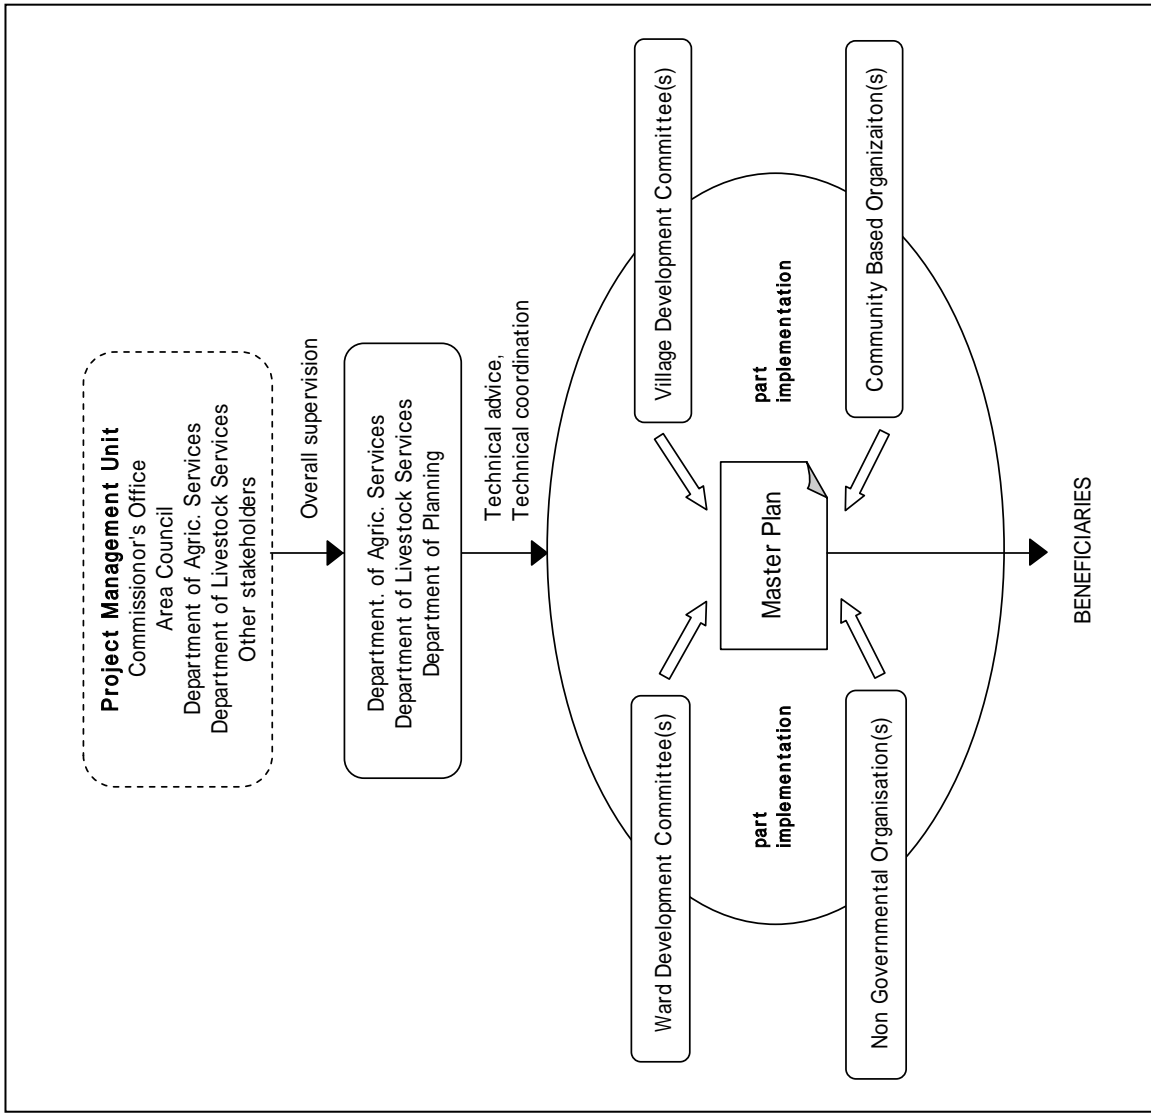 Project Management Unit
Commissionor's Office
Area Council
Department of Agric. Services
Department of Livestock Services
Other stakeholders
Overall supervision
Department. of Agric. Services
Department of Livestock Services
Department of Planning
Technical advice,
Technical coordination
Ward Development Committee(s)
Village Development Committee(s)
part
implementation
Master Plan
part
implementation
Non Governmental Organisation(s)
Community Based Organizaiton(s)
BENEFICIARIES